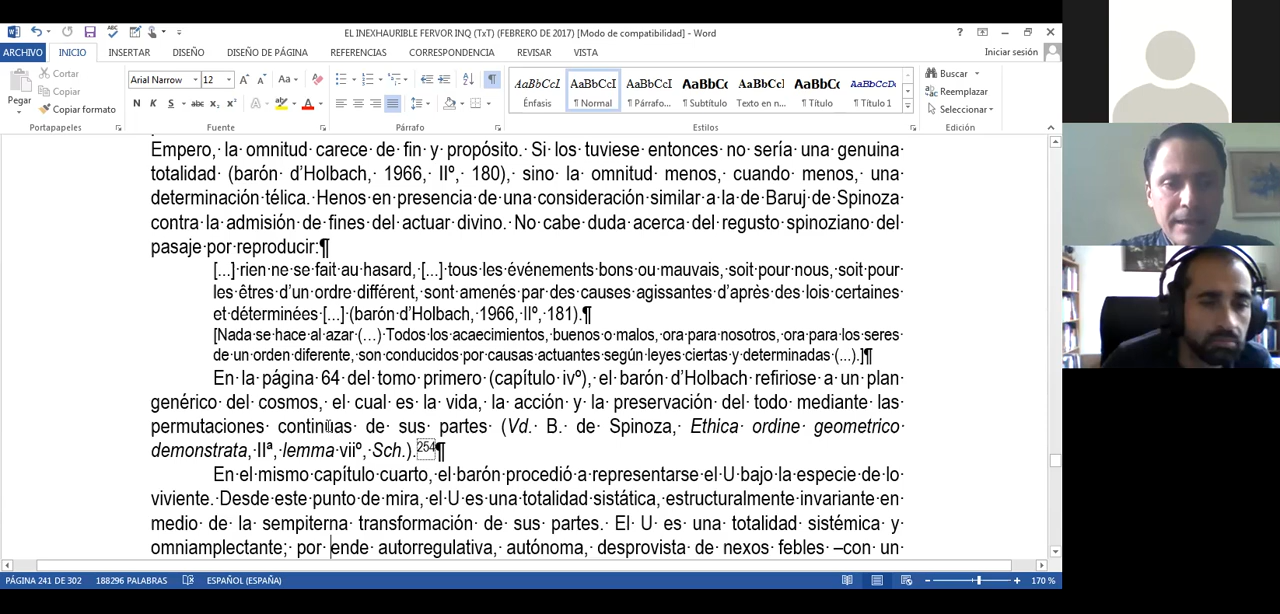 EL INEXHAURIBLE FERVOR INQ (TxT) (FEBRERO DE 2017) [Modo de compatibilidad] - Word
ARCHIVO INICIO INSERTAR DISEÑO DISEÑO DE PÁGINA REFERENCIAS CORRESPONDENCIA REVISAR VISTA Iniciar sesión
Pegar
Cortar
Copiar
Copiar formato
Portapapeles
Arial Narrow 12
N K S abc x₂ x²
Fuente
Párrafo
AaBbCcI AaBbCcI AaBbCcI AaBbCc AaBbCcl AaBbCc AaBbCcDc
Énfasis ¶ Normal ¶ Párrafo... ¶ Subtítulo Texto en n... ¶ Título ¶ Título 1
Estilos
Buscar
Reemplazar
Seleccionar
Edición
Empero, la omnitud carece de fin y propósito. Si los tuviese entonces no sería una genuina
totalidad (barón d’Holbach, 1966, IIº, 180), sino la omnitud menos, cuando menos, una
determinación télica. Henos en presencia de una consideración similar a la de Baruj de Spinoza
contra la admisión de fines del actuar divino. No cabe duda acerca del regusto spinoziano del
pasaje por reproducir:¶
[...] rien ne se fait au hasard, [...] tous les événements bons ou mauvais, soit pour nous, soit pour
les êtres d’un ordre différent, sont amenés par des causes agissantes d’après des lois certaines
et déterminées [...] (barón d’Holbach, 1966, IIº, 181).¶
[Nada se hace al azar (…) Todos los acaecimientos, buenos o malos, ora para nosotros, ora para los seres
de un orden diferente, son conducidos por causas actuantes según leyes ciertas y determinadas (...).]¶
En la página 64 del tomo primero (capítulo ivº), el barón d’Holbach refiriose a un plan
genérico del cosmos, el cual es la vida, la acción y la preservación del todo mediante las
permutaciones continuas de sus partes (Vd. B. de Spinoza, Ethica ordine geometrico
demonstrata, IIª, lemma viiº, Sch.).254¶
En el mismo capítulo cuarto, el barón procedió a representarse el U bajo la especie de lo
viviente. Desde este punto de mira, el U es una totalidad sistática, estructuralmente invariante en
medio de la sempiterna transformación de sus partes. El U es una totalidad sistémica y
omniamplectante; por ende autorregulativa, autónoma, desprovista de nexos febles –con un
PÁGINA 241 DE 302 188296 PALABRAS ESPAÑOL (ESPAÑA) 170 %